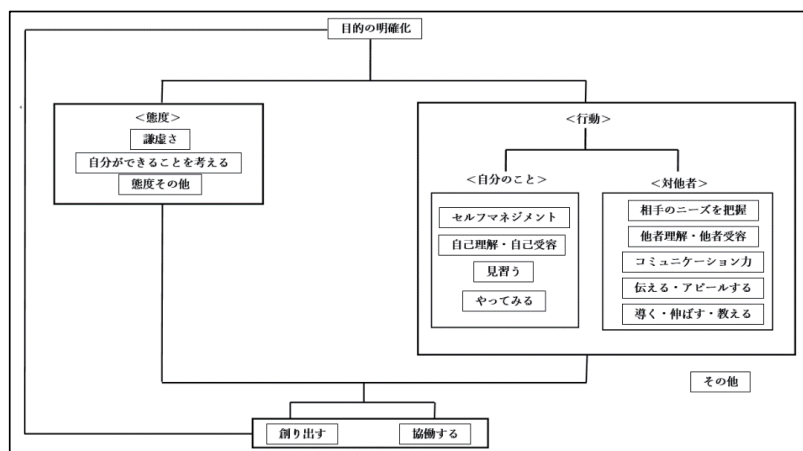 目的の明確化
＜態度＞
謙虚さ
自分ができることを考える
態度その他
＜行動＞
＜自分のこと＞
セルフマネジメント
自己理解・自己受容
見習う
やってみる
＜対他者＞
相手のニーズを把握
他者理解・他者受容
コミュニケーション力
伝える・アピールする
導く・伸ばす・教える
その他
創り出す
協働する